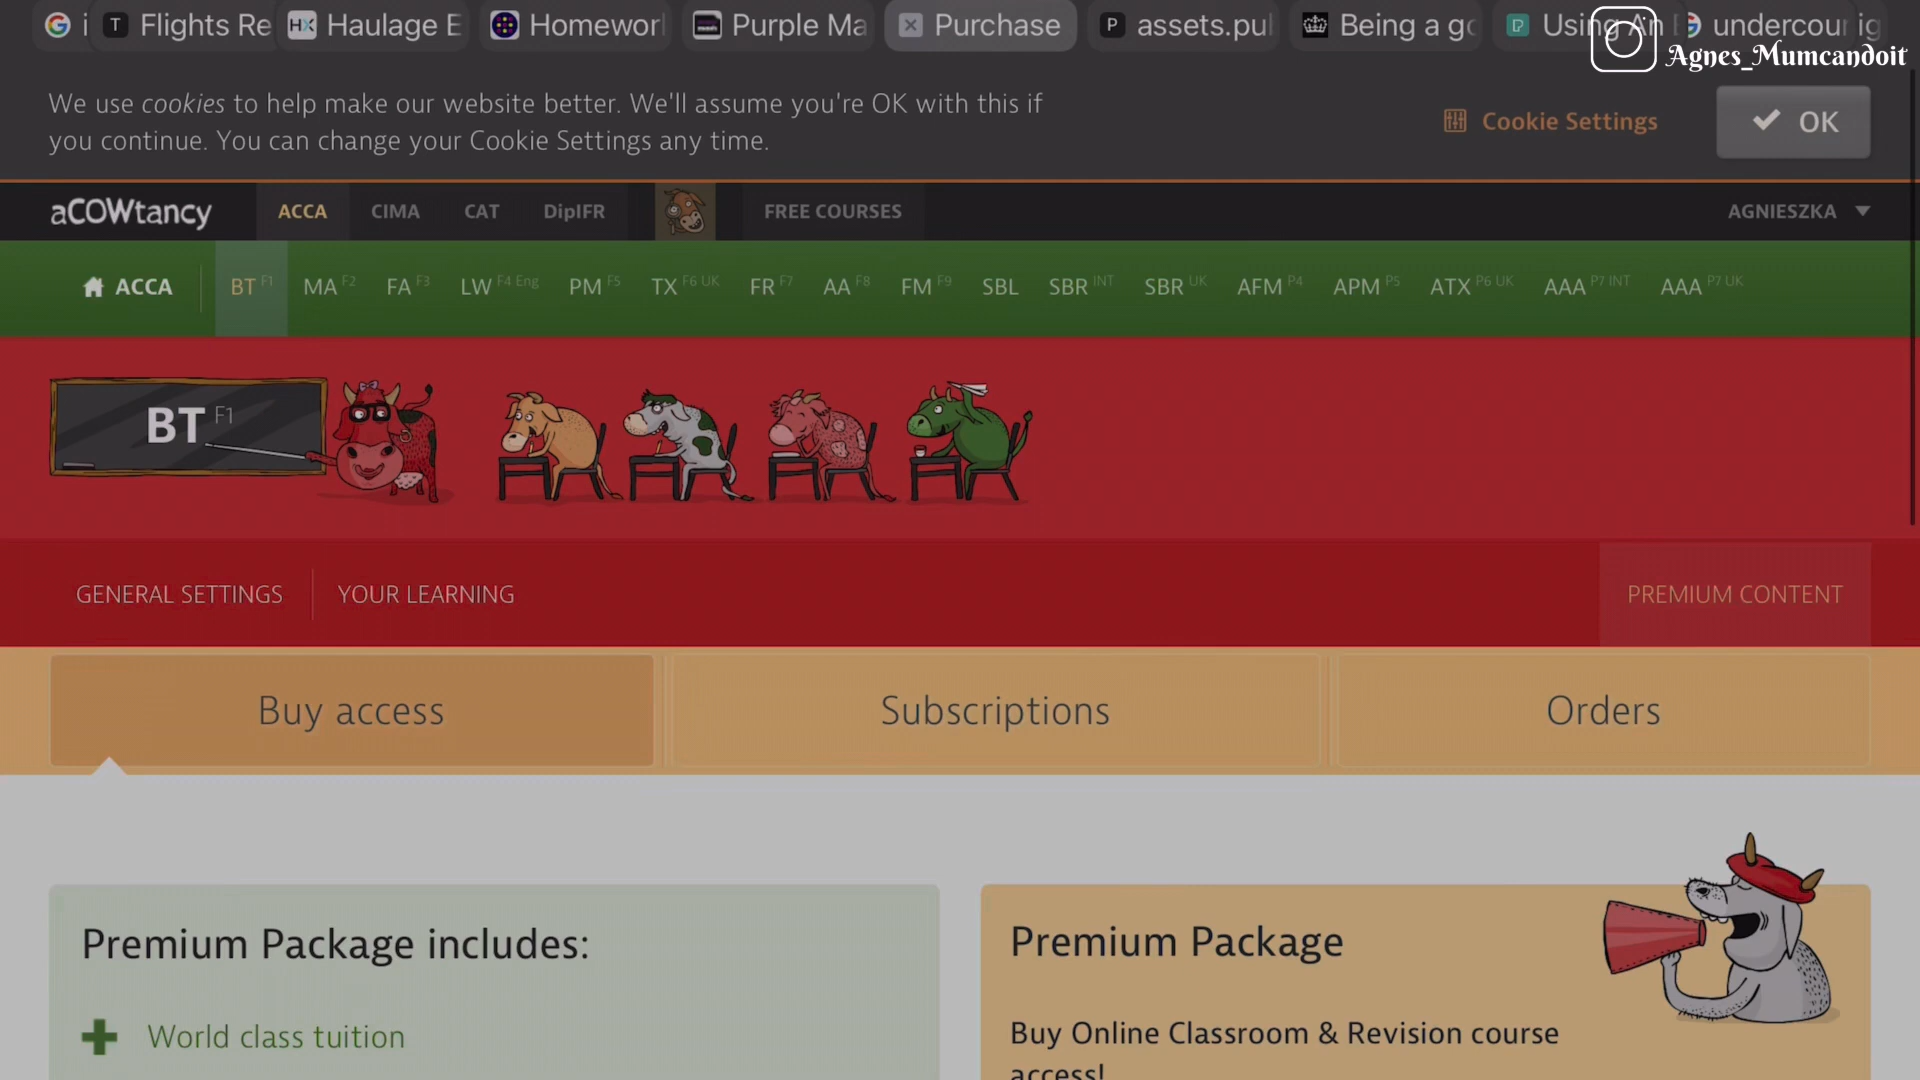 T Flights Re
HX Haulage E
Homewor
Purple Ma
Purchase
P assets.pu
Being a g
Using An
undercour
Agnes_Mumcandoit
We use cookies to help make our website better. We'll assume you're OK with this if
you continue. You can change your Cookie Settings any time.
Cookie Settings
OK
aCOWtancy
ACCA
CIMA
CAT
DipIFR
FREE COURSES
AGNIESZKA
ACCA
BT F1
MA F2
FA F3
LW F4 Eng
PM F5
TX F6 UK
FR F7
AA F8
FM F9
SBL
SBR INT
SBR UK
AFM P4
APM P5
ATX P6 UK
AAA P7 INT
AAA P7 UK
BT F1
GENERAL SETTINGS
YOUR LEARNING
PREMIUM CONTENT
Buy access
Subscriptions
Orders
Premium Package includes:
World class tuition
Premium Package
Buy Online Classroom & Revision course
access!